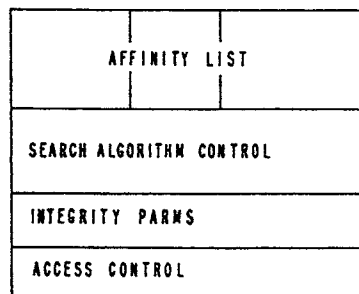 AFFINITY LIST
SEARCH ALGORITHM CONTROL
INTEGRITY PARMS
ACCESS CONTROL